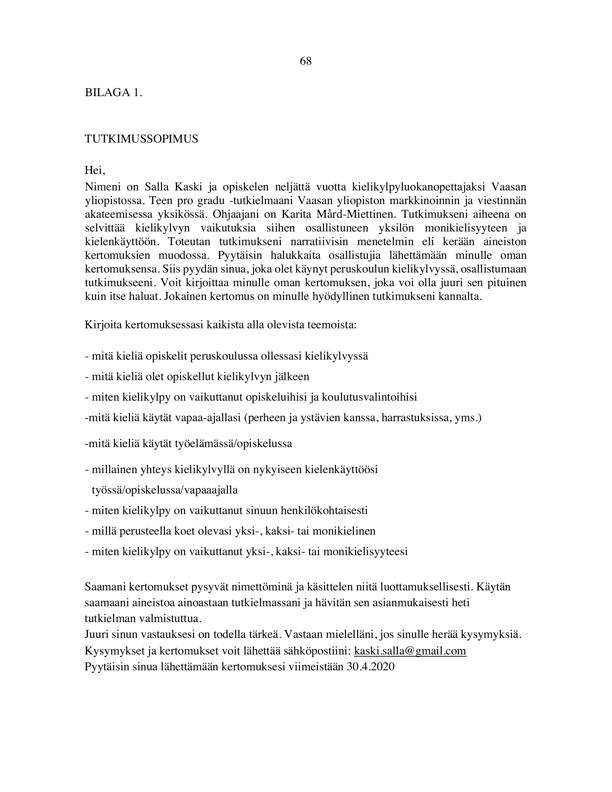 68
BILAGA 1.
TUTKIMUSSOPIMUS
Hei,
Nimeni on Salla Kaski ja opiskelen neljättä vuotta kielikylpyluokanopettajaksi Vaasan
yliopistossa. Teen pro gradu -tutkielmaani Vaasan yliopiston markkinoinnin ja viestinnän
akateemisessa yksikössä. Ohjaajani on Karita Mård-Miettinen. Tutkimukseni aiheena on
selvittää kielikylvyn vaikutuksia siihen osallistuneen yksilön monikielisyyteen ja
kielenkäyttöön. Toteutan tutkimukseni narratiivisin menetelmin eli kerään aineiston
kertomuksien muodossa. Pyytäisin halukkaita osallistujia lähettämään minulle oman
kertomuksensa. Siis pyydän sinua, joka olet käynyt peruskoulun kielikylvyssä, osallistumaan
tutkimukseeni. Voit kirjoittaa minulle oman kertomuksen, joka voi olla juuri sen pituinen
kuin itse haluat. Jokainen kertomus on minulle hyödyllinen tutkimukseni kannalta.
Kirjoita kertomuksessasi kaikista alla olevista teemoista:
- mitä kieliä opiskelit peruskoulussa ollessasi kielikylvyssä
- mitä kieliä olet opiskellut kielikylvyn jälkeen
- miten kielikylpy on vaikuttanut opiskeluihisi ja koulutusvalintoihisi
-mitä kieliä käytät vapaa-ajallasi (perheen ja ystävien kanssa, harrastuksissa, yms.)
-mitä kieliä käytät työelämässä/opiskelussa
- millainen yhteys kielikylvyllä on nykyiseen kielenkäyttöösi
työssä/opiskelussa/vapaaajalla
- miten kielikylpy on vaikuttanut sinuun henkilökohtaisesti
- millä perusteella koet olevasi yksi-, kaksi- tai monikielinen
- miten kielikylpy on vaikuttanut yksi-, kaksi- tai monikielisyyteesi
Saamani kertomukset pysyvät nimettöminä ja käsittelen niitä luottamuksellisesti. Käytän
saamaani aineistoa ainoastaan tutkielmassani ja hävitän sen asianmukaisesti heti
tutkielman valmistuttua.
Juuri sinun vastauksesi on todella tärkeä. Vastaan mielelläni, jos sinulle herää kysymyksiä.
Kysymykset ja kertomukset voit lähettää sähköpostiini: kaski.salla@gmail.com
Pyytäisin sinua lähettämään kertomuksesi viimeistään 30.4.2020